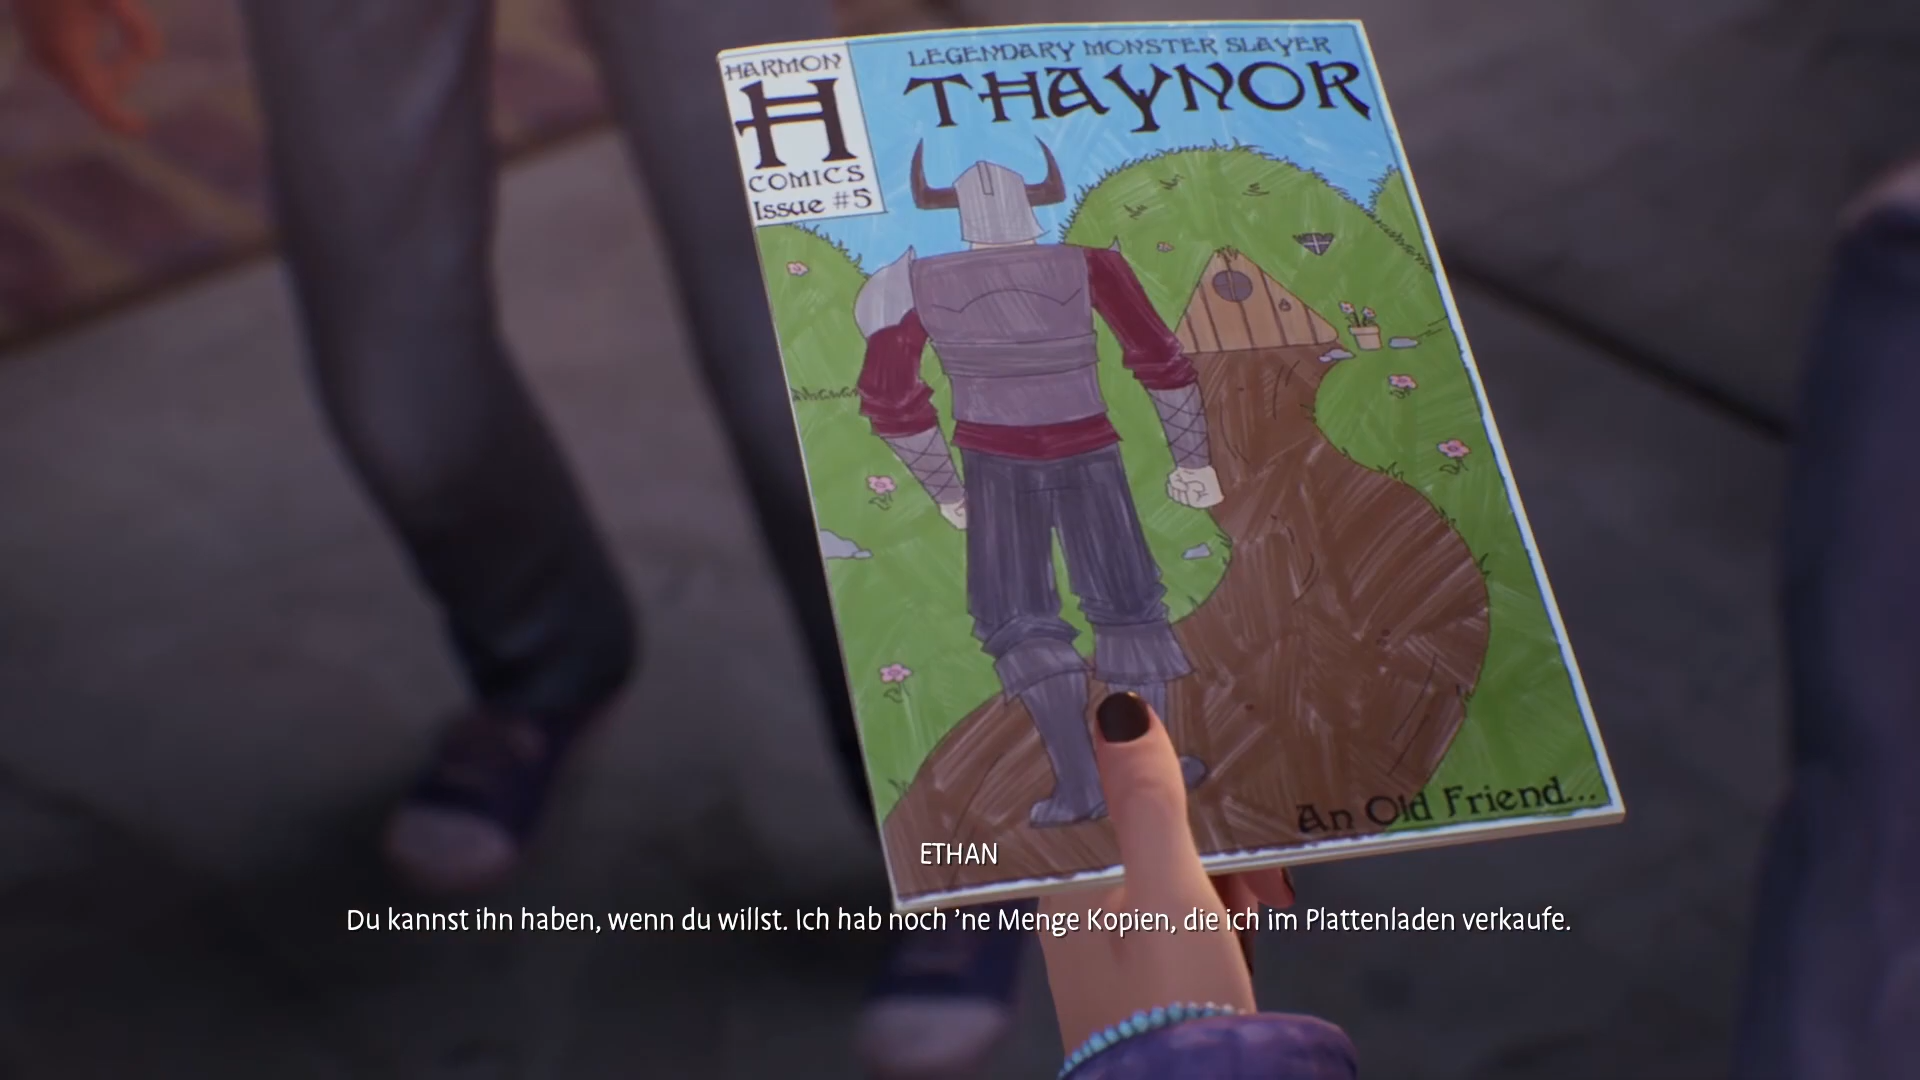 HARMON
H
COMICS
Issue #5
LEGENDARY MONSTER SLAYER
THAYNOR
An Old Friend...
ETHAN
Du kannst ihn haben, wenn du willst. Ich hab noch ’ne Menge Kopien, die ich im Plattenladen verkaufe.